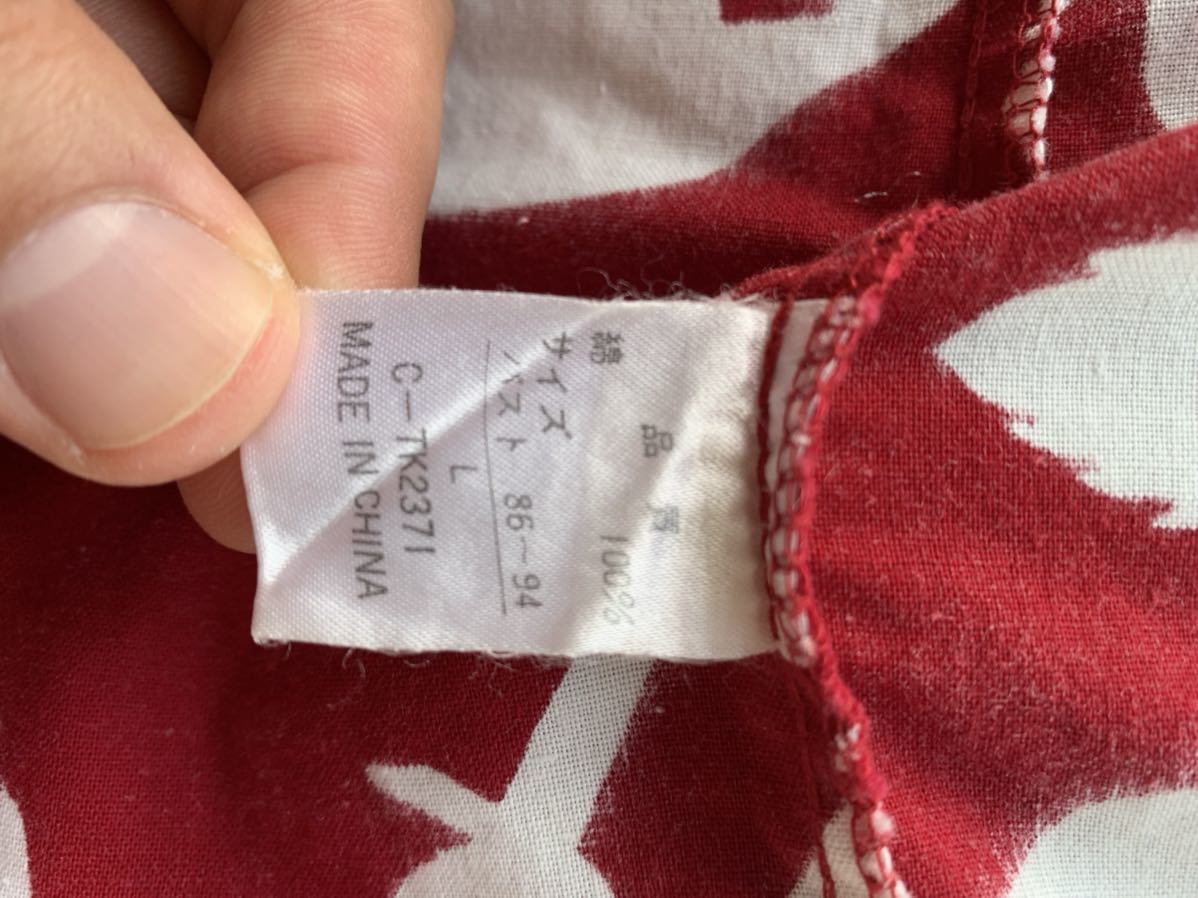 品質
綿 100%
サイズ
バスト 86~94
L
C-TK2371
MADE IN CHINA